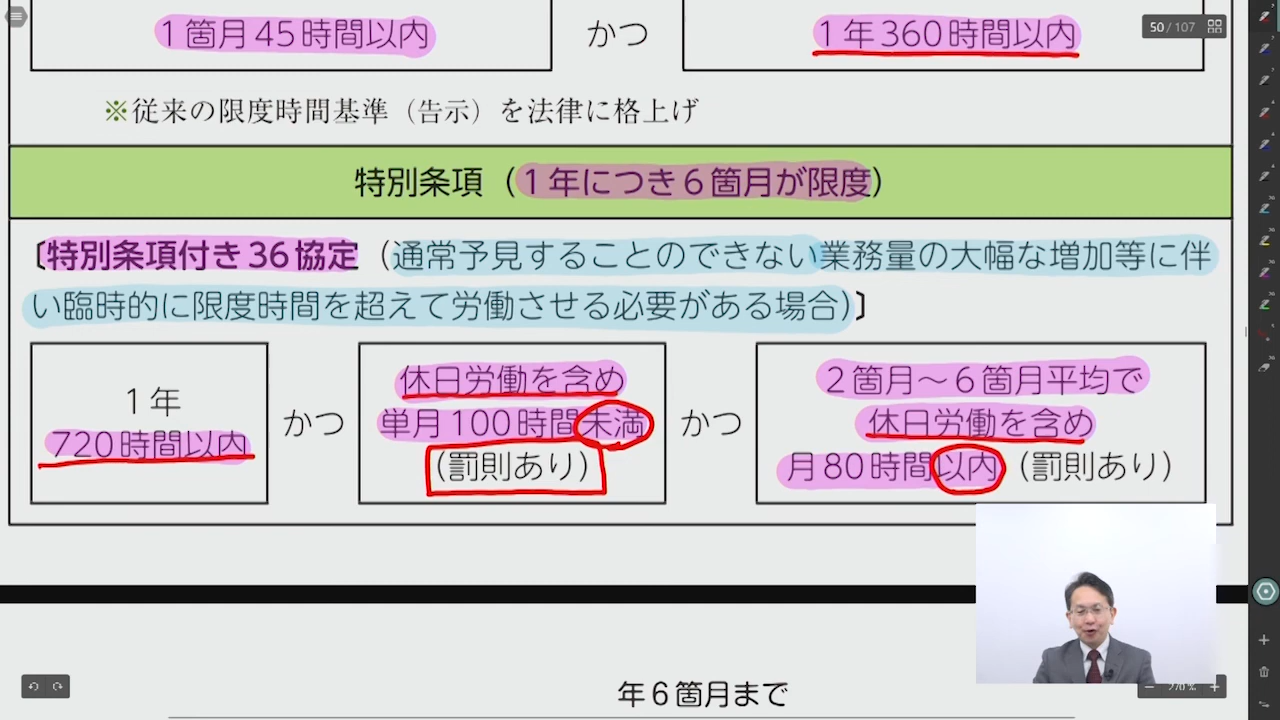 1箇月45時間以内
かつ
1年360時間以内
50 / 107
※従来の限度時間基準（告示）を法律に格上げ
特別条項（1年につき6箇月が限度）
〔特別条項付き36協定（通常予見することのできない業務量の大幅な増加等に伴
い臨時的に限度時間を超えて労働させる必要がある場合）〕
1年
720時間以内
かつ
休日労働を含め
単月100時間未満
(罰則あり)
かつ
2箇月～6箇月平均で
休日労働を含め
月80時間以内（罰則あり）
年6箇月まで